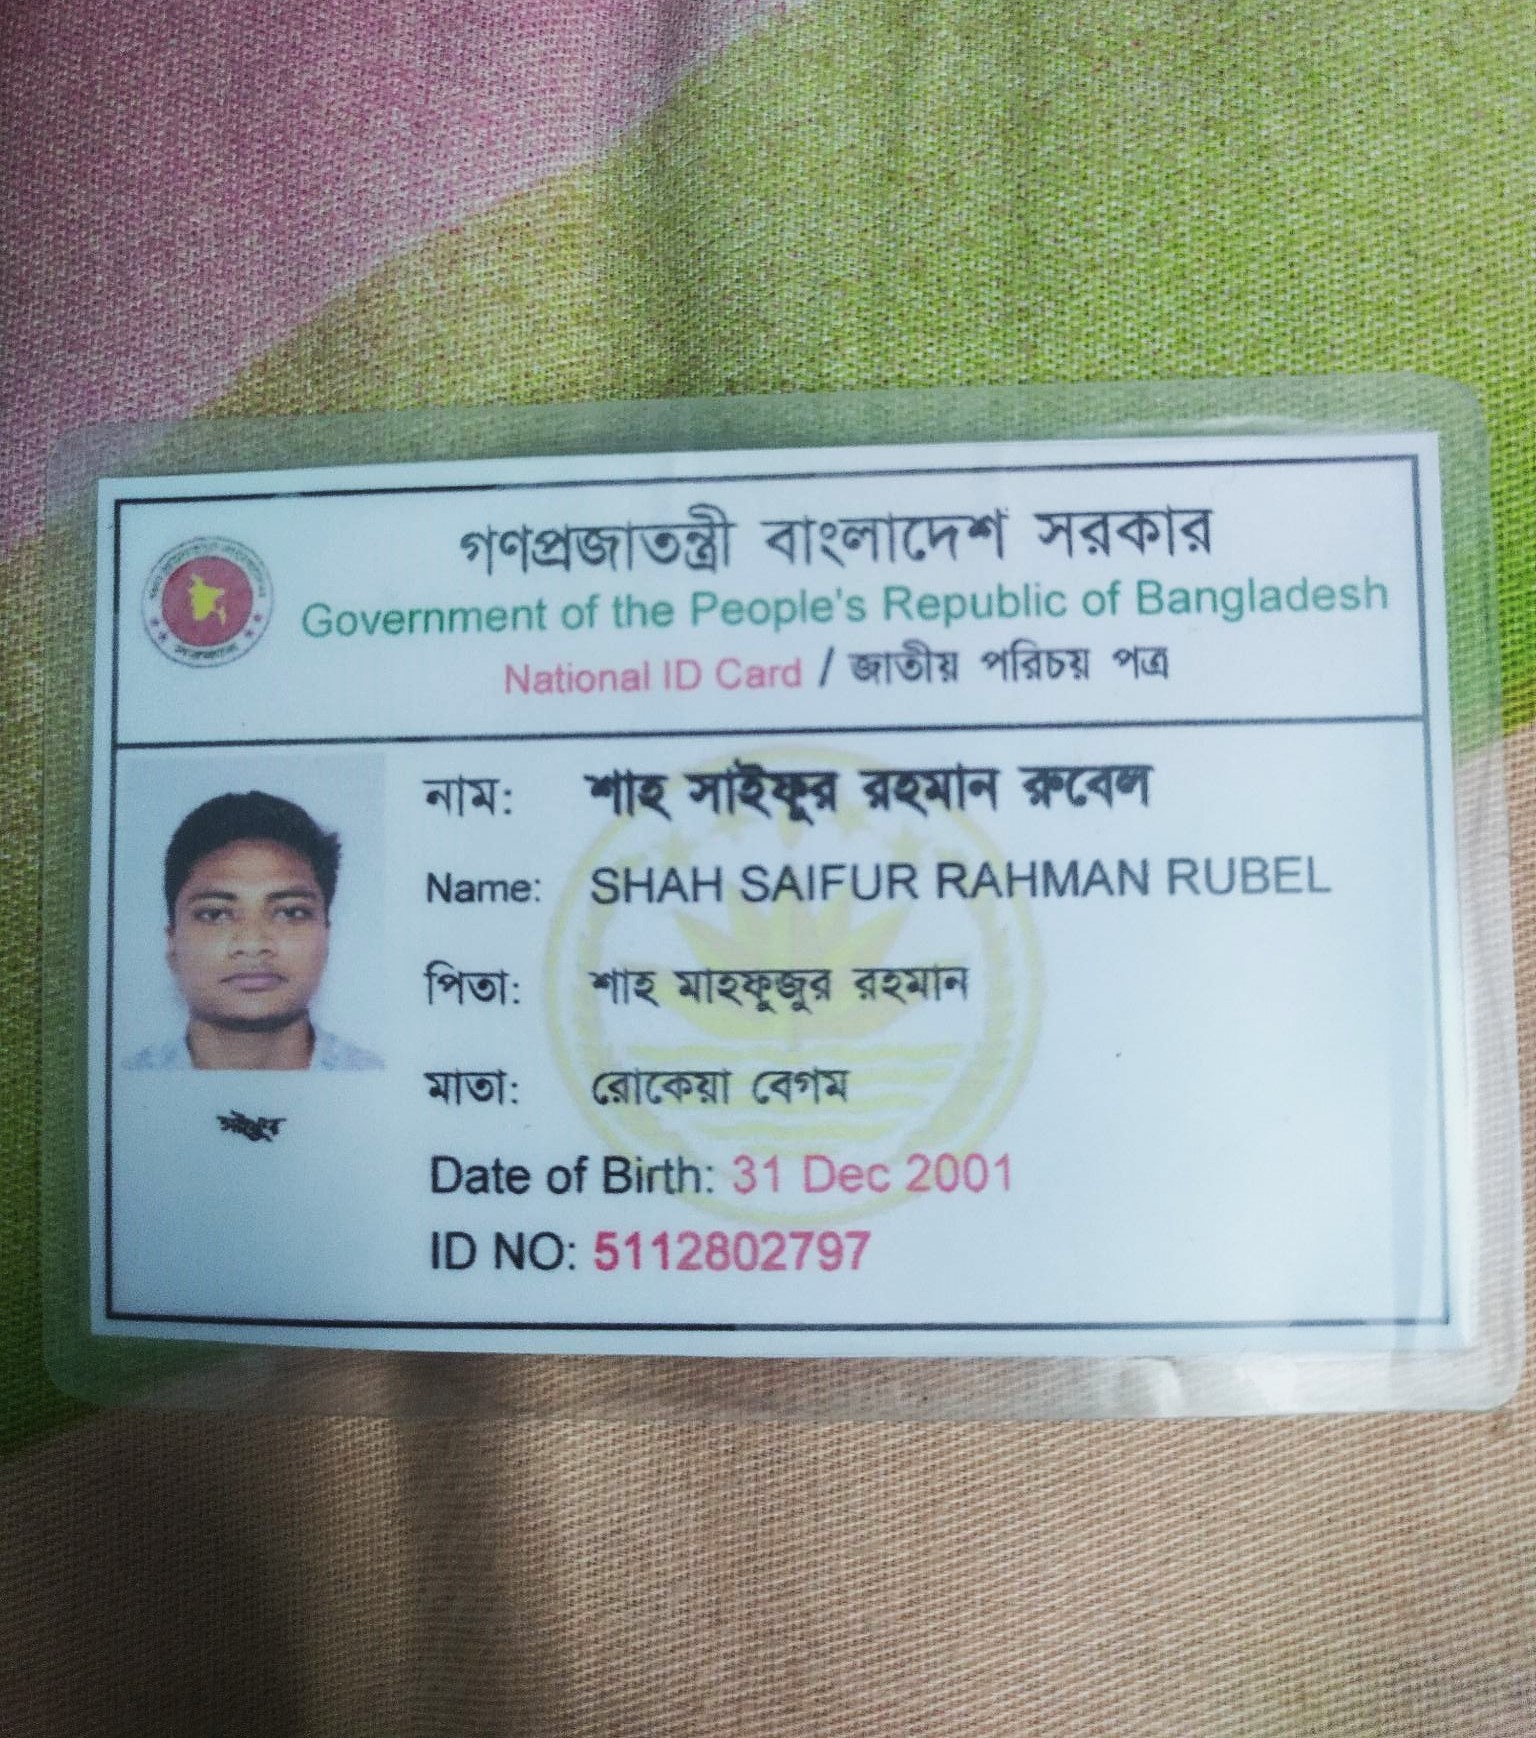 গণপ্রজাতন্ত্রী বাংলাদেশ সরকার
Government of the People's Republic of Bangladesh
National ID Card / জাতীয় পরিচয় পত্র
সরকার
নাম: শাহ সাইফুর রহমান রুবেল
Name: SHAH SAIFUR RAHMAN RUBEL
পিতা: শাহ মাহফুজুর রহমান
মাতা: রোকেয়া বেগম
সাইফুর
Date of Birth: 31 Dec 2001
ID NO: 5112802797